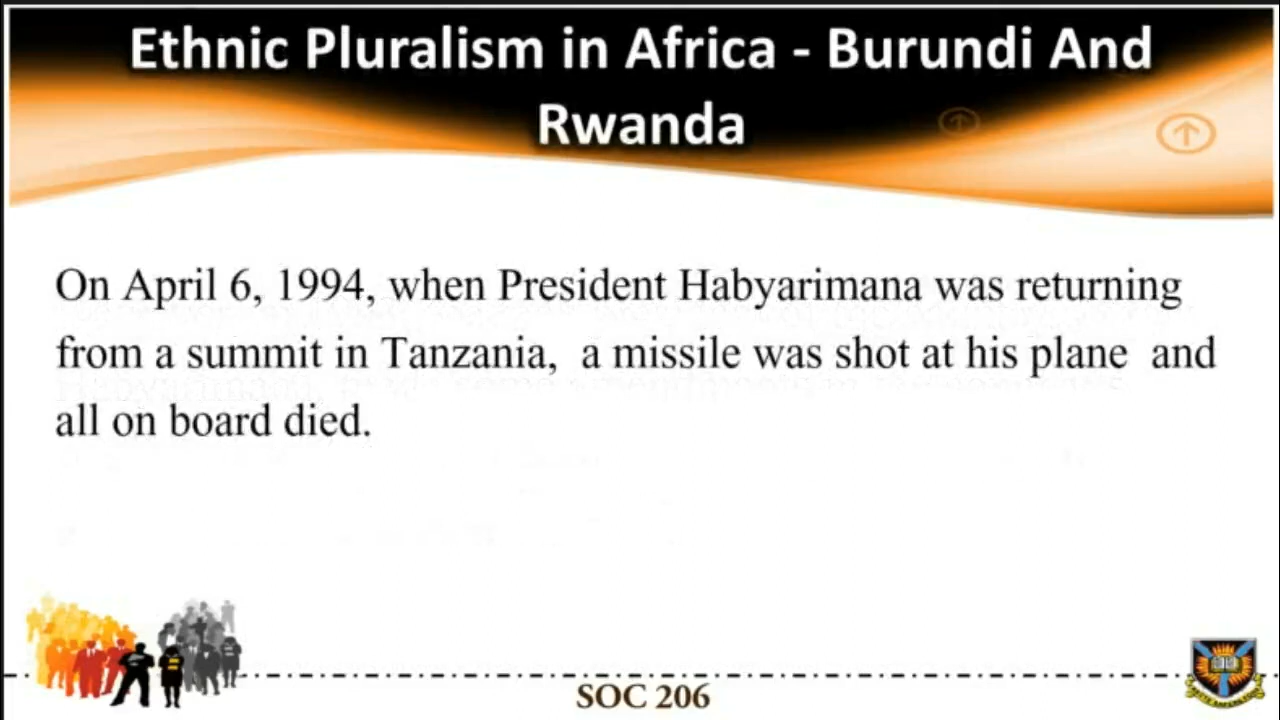 Ethnic Pluralism in Africa - Burundi And
Rwanda
On April 6, 1994, when President Habyarimana was returning
from a summit in Tanzania, a missile was shot at his plane and
all on board died.
SOC 206